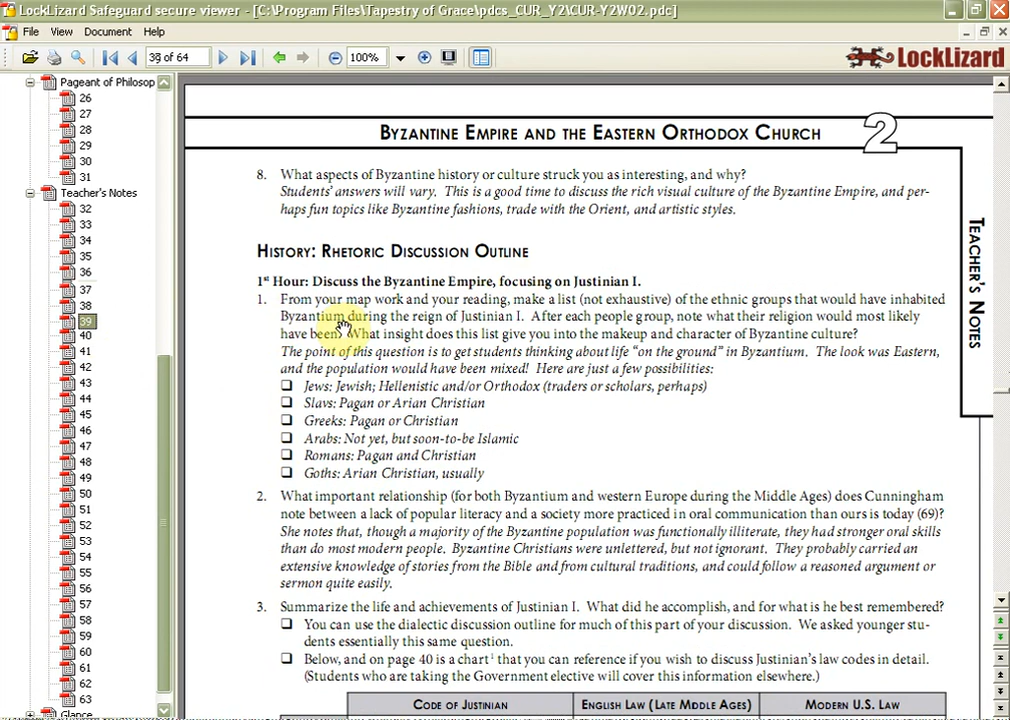 LockLizard Safeguard secure viewer - [C:\Program Files\Tapestry of Grace\pdcs_CUR_Y2\CUR-Y2W02.pdc]
File View Document Help
39 of 64
100%
LOCKLIZARD
Pageant of Philosop
26
27
28
29
30
31
Teacher's Notes
32
33
34
35
36
37
38
39
40
41
42
43
44
45
46
47
48
49
50
51
52
53
54
55
56
57
58
59
60
61
62
63
Glance
BYZANTINE EMPIRE AND THE EASTERN ORTHODOX CHURCH 2
8. What aspects of Byzantine history or culture struck you as interesting, and why?
Students' answers will vary. This is a good time to discuss the rich visual culture of the Byzantine Empire, and per-
haps fun topics like Byzantine fashions, trade with the Orient, and artistic styles.
HISTORY: RHETORIC DISCUSSION OUTLINE
1st Hour: Discuss the Byzantine Empire, focusing on Justinian I.
1. From your map work and your reading, make a list (not exhaustive) of the ethnic groups that would have inhabited
Byzantium during the reign of Justinian I. After each people group, note what their religion would most likely
have been. What insight does this list give you into the makeup and character of Byzantine culture?
The point of this question is to get students thinking about life "on the ground" in Byzantium. The look was Eastern,
and the population would have been mixed! Here are just a few possibilities:
Jews: Jewish; Hellenistic and/or Orthodox (traders or scholars, perhaps)
Slavs: Pagan or Arian Christian
Greeks: Pagan or Christian
Arabs: Not yet, but soon-to-be Islamic
Romans: Pagan and Christian
Goths: Arian Christian, usually
2. What important relationship (for both Byzantium and western Europe during the Middle Ages) does Cunningham
note between a lack of popular literacy and a society more practiced in oral communication than ours is today (69)?
She notes that, though a majority of the Byzantine population was functionally illiterate, they had stronger oral skills
than do most modern people. Byzantine Christians were unlettered, but not ignorant. They probably carried an
extensive knowledge of stories from the Bible and from cultural traditions, and could follow a reasoned argument or
sermon quite easily.
3. Summarize the life and achievements of Justinian I. What did he accomplish, and for what is he best remembered?
You can use the dialectic discussion outline for much of this part of your discussion. We asked younger stu-
dents essentially this same question.
Below, and on page 40 is a chart1 that you can reference if you wish to discuss Justinian's law codes in detail.
(Students who are taking the Government elective will cover this information elsewhere.)
CODE OF JUSTINIAN ENGLISH LAW (LATE MDDLE AGES) MODERN U.S. LAW
TEACHER'S NOTES